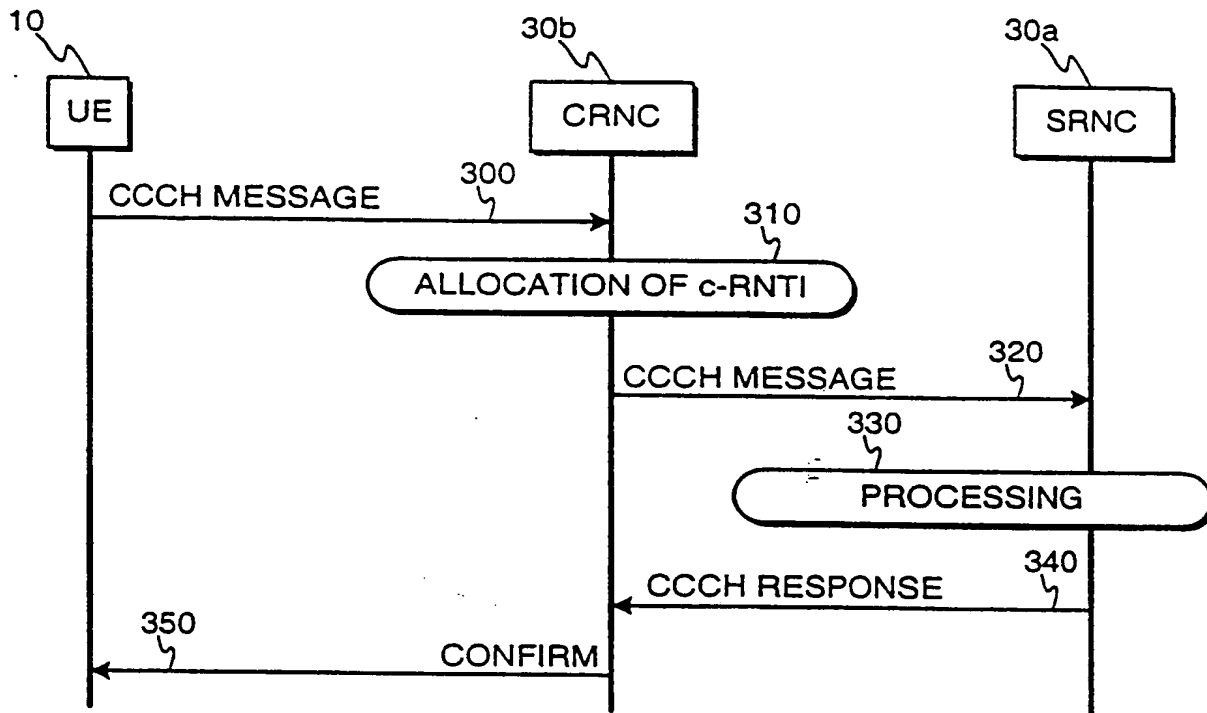 10
30b
30a
UE
CRNC
SRNC
CCCH MESSAGE
300
310
ALLOCATION OF c-RNTI
320
CCCH MESSAGE
330
PROCESSING
340
CCCH RESPONSE
350
CONFIRM